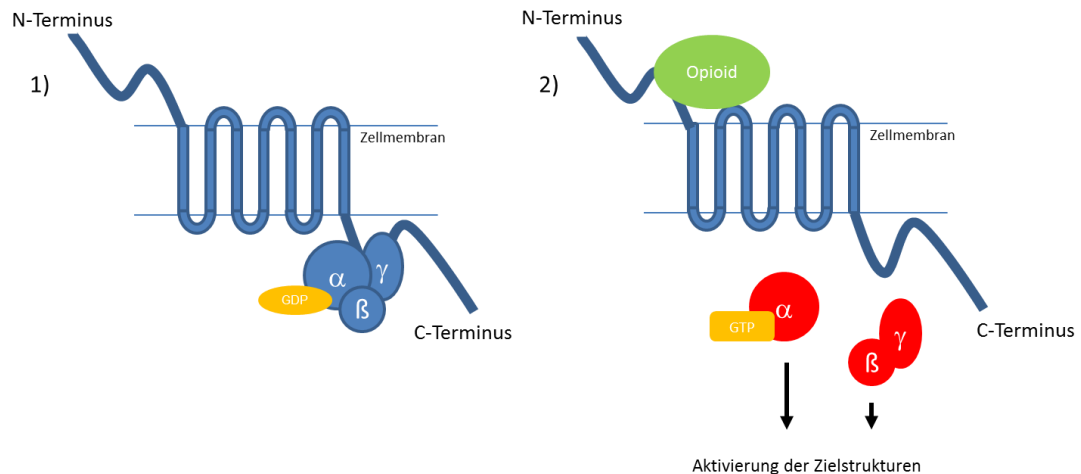 N-Terminus
1)
Zellmembran
α
γ
GDP
ß
C-Terminus
N-Terminus
2)
Opioid
Zellmembran
α
GTP
γ
ß
C-Terminus
Aktivierung der Zielstrukturen